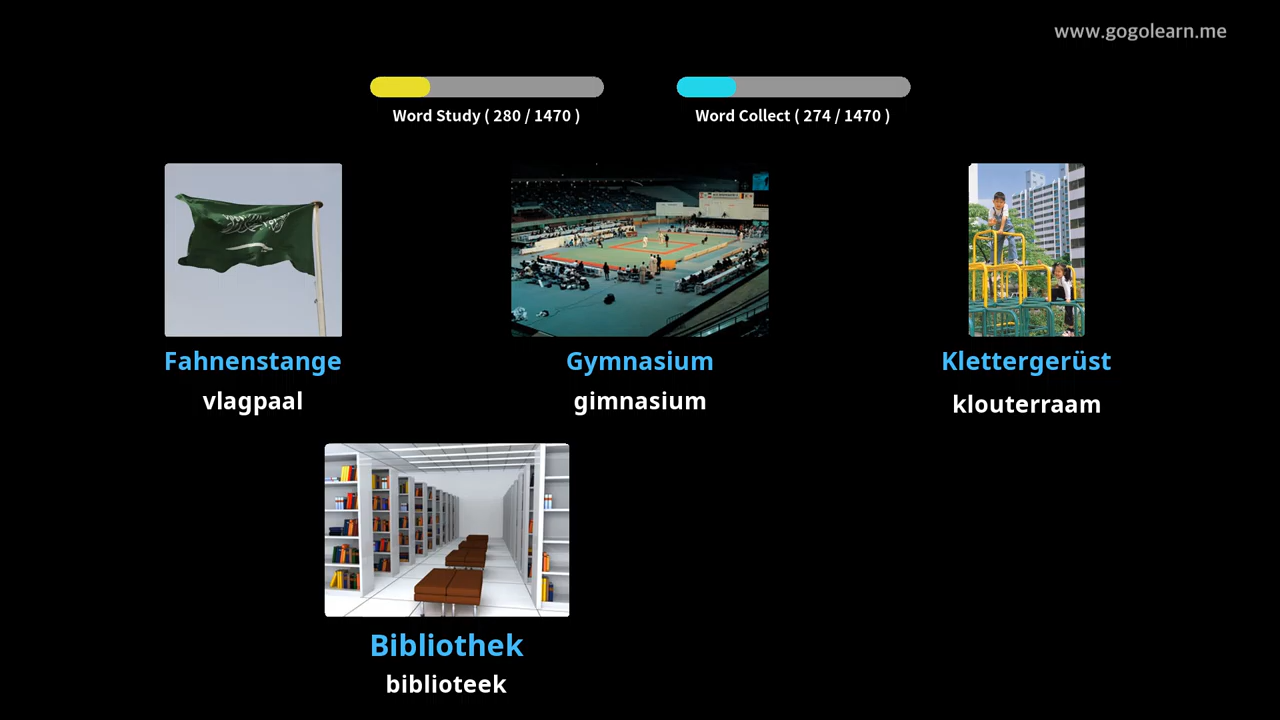 www.gogolearn.me
Word Study ( 280 / 1470 )
Word Collect ( 274 / 1470 )
Fahnenstange
Gymnasium
Klettergerüst
vlagpaal
gimnasium
klouterraam
Bibliothek
biblioteek